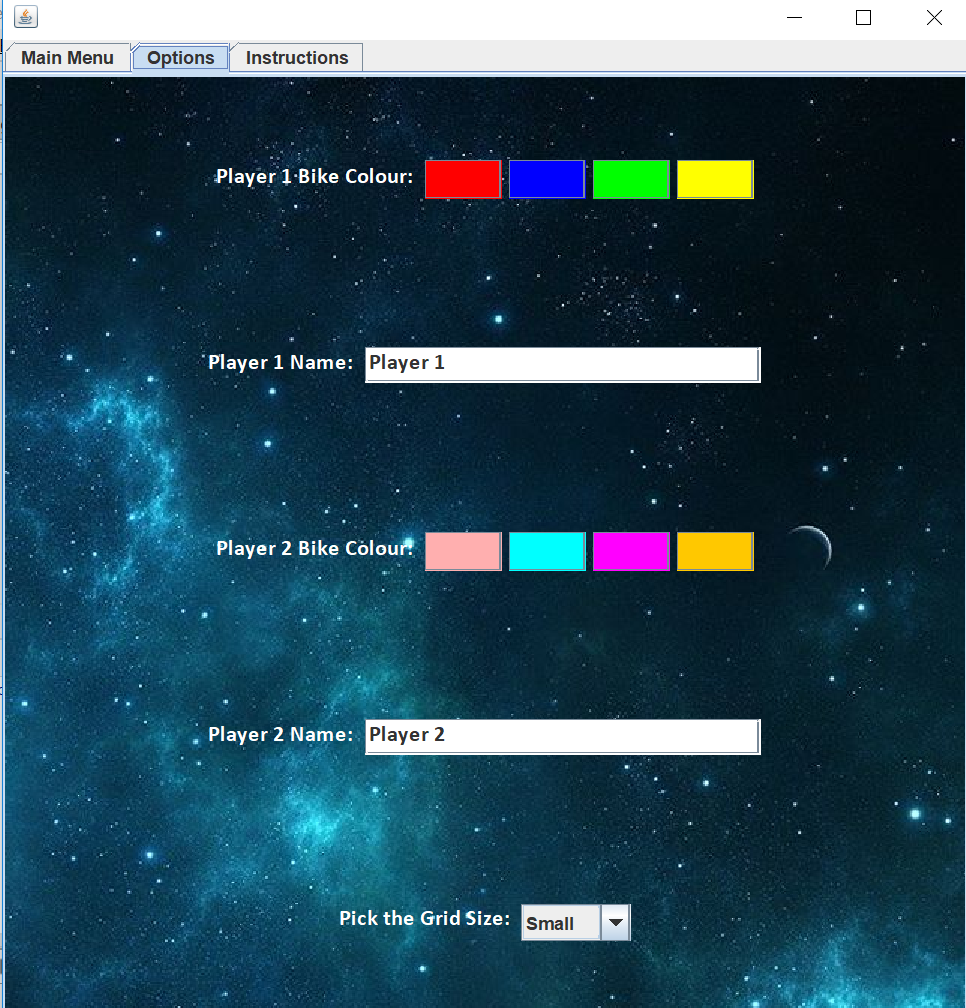 Main Menu Options Instructions
Player 1 Bike Colour:
Player 1 Name: Player 1
Player 2 Bike Colour:
Player 2 Name: Player 2
Pick the Grid Size: Small